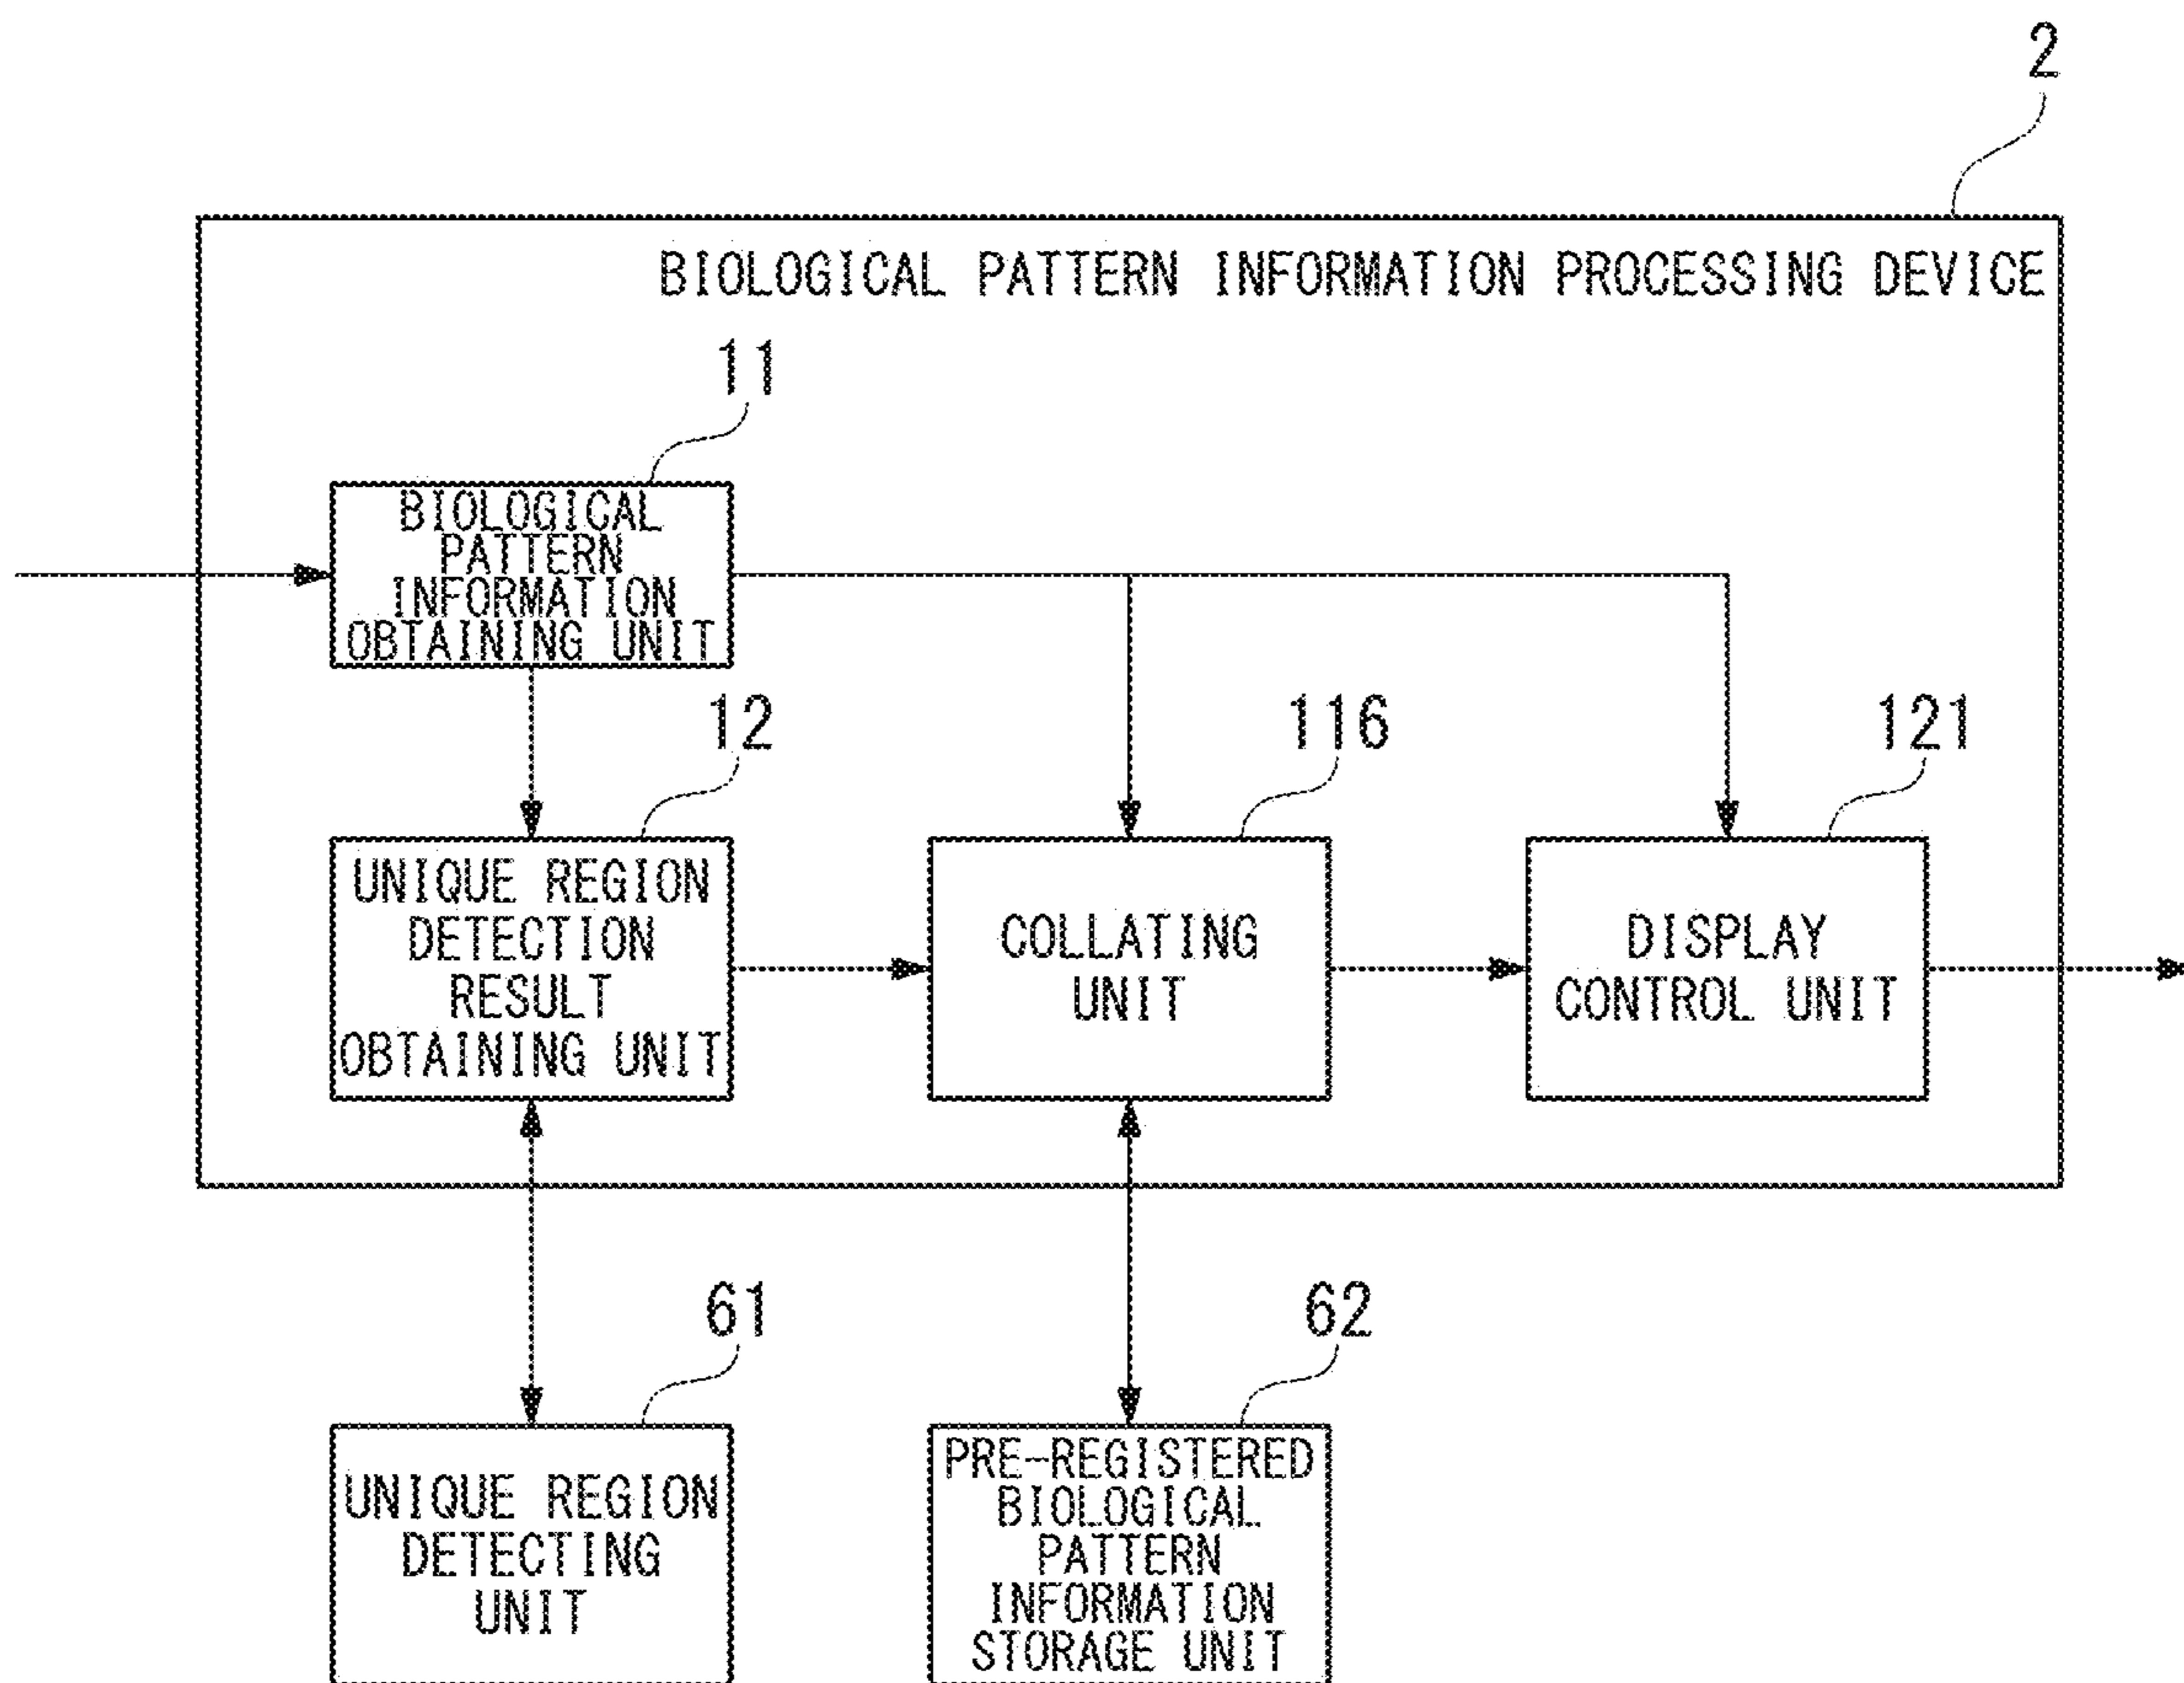 2
BIOLOGICAL PATTERN INFORMATION PROCESSING DEVICE
11
BIOLOGICAL
PATTERN
INFORMATION
OBTAINING UNIT
12
116
121
UNIQUE REGION
DETECTION
RESULT
OBTAINING UNIT
COLLATING
UNIT
DISPLAY
CONTROL UNIT
61
62
UNIQUE REGION
DETECTING
UNIT
PRE-REGISTERED
BIOLOGICAL
PATTERN
INFORMATION
STORAGE UNIT